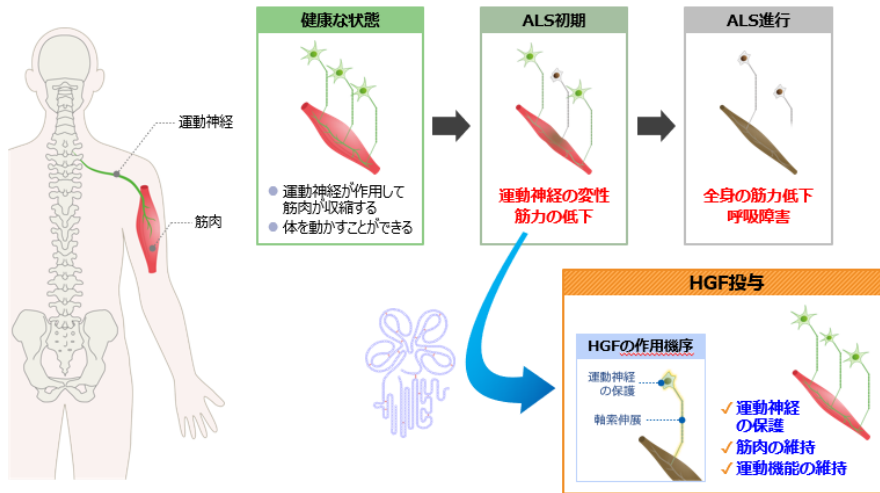 運動神経
筋肉
健康な状態
● 運動神経が作用して
筋肉が収縮する
● 体を動かすことができる
ALS初期
運動神経の変性
筋力の低下
ALS進行
全身の筋力低下
呼吸障害
HGF投与
HGFの作用機序
運動神経
の保護
軸索伸展
✓ 運動神経
の保護
✓ 筋肉の維持
✓ 運動機能の維持